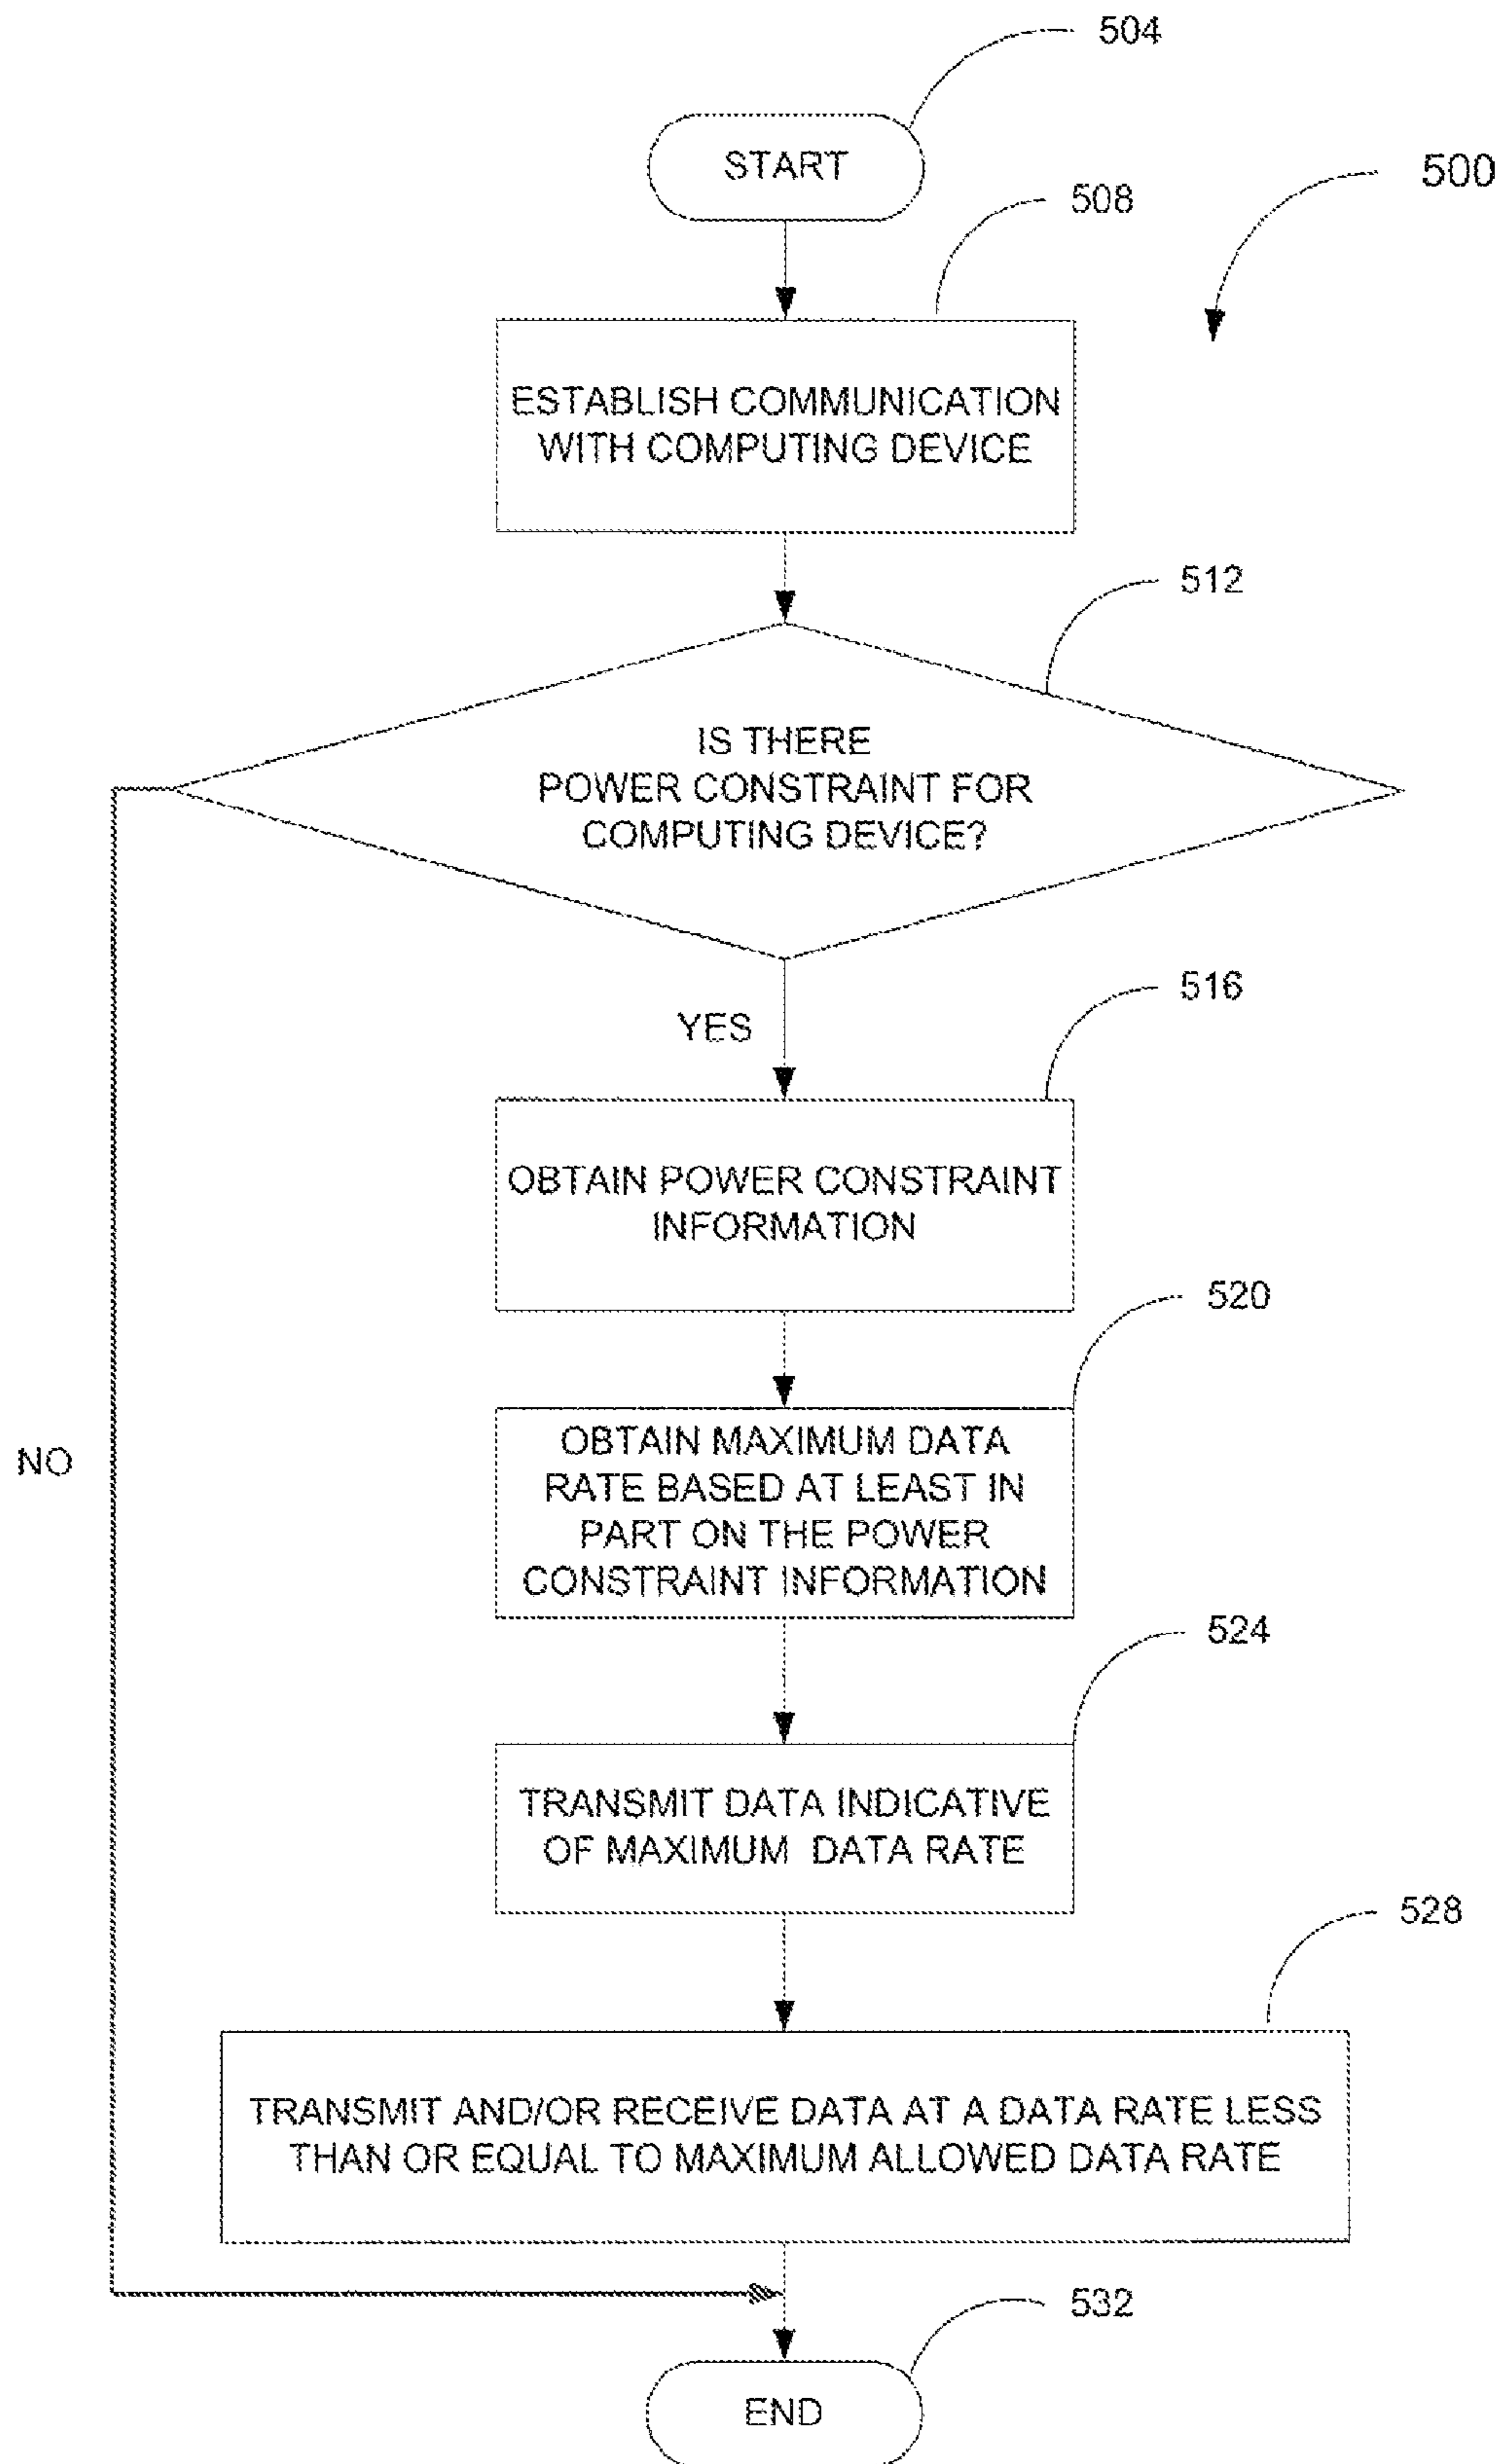 504
START
500
508
ESTABLISH COMMUNICATION
WITH COMPUTING DEVICE
512
IS THERE
POWER CONSTRAINT FOR
COMPUTING DEVICE?
516
YES
OBTAIN POWER CONSTRAINT
INFORMATION
520
OBTAIN MAXIMUM DATA
RATE BASED AT LEAST IN
PART ON THE POWER
CONSTRAINT INFORMATION
NO
524
TRANSMIT DATA INDICATIVE
OF MAXIMUM DATA RATE
528
TRANSMIT AND/OR RECEIVE DATA AT A DATA RATE LESS
THAN OR EQUAL TO MAXIMUM ALLOWED DATA RATE
532
END